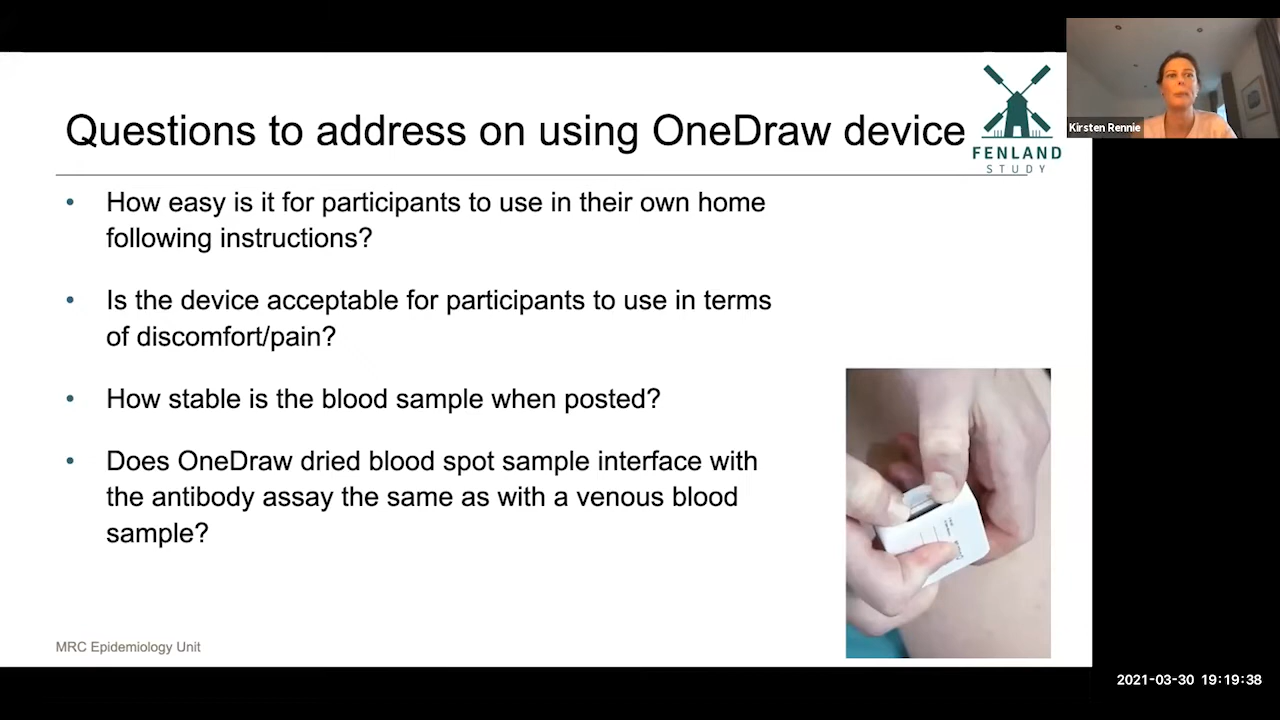 Questions to address on using OneDraw device
FENLAND
STUDY
Kirsten Rennie
• How easy is it for participants to use in their own home
following instructions?
• Is the device acceptable for participants to use in terms
of discomfort/pain?
• How stable is the blood sample when posted?
• Does OneDraw dried blood spot sample interface with
the antibody assay the same as with a venous blood
sample?
MRC Epidemiology Unit
2021-03-30 19:19:38